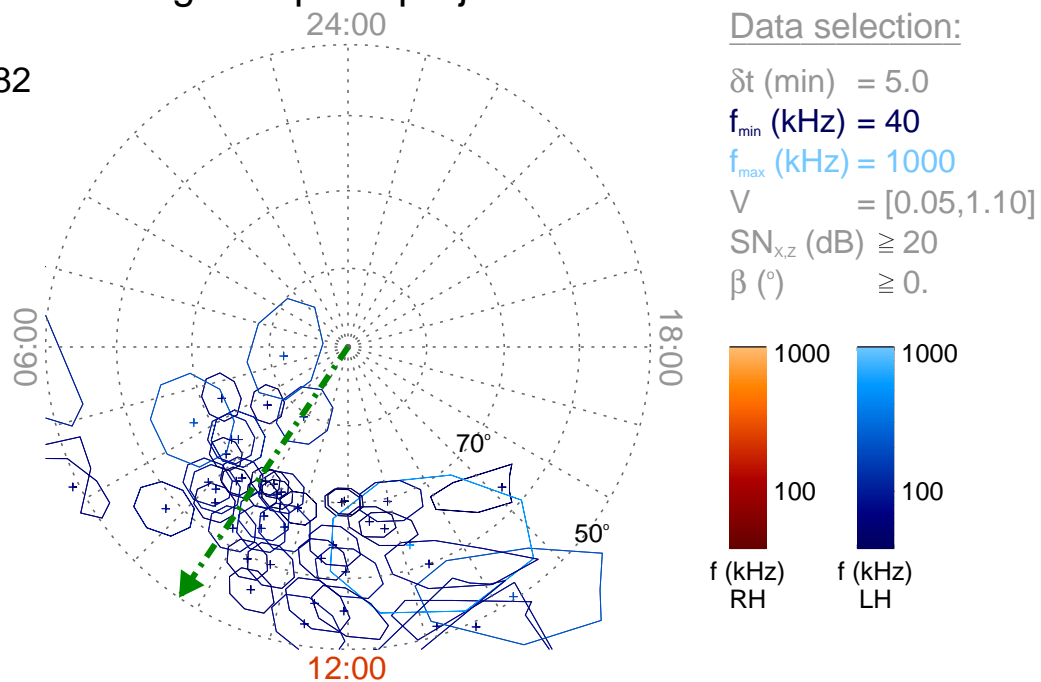 24:00
82
06:00
18:00
70°
50°
12:00
Data selection:
δt (min) = 5.0
fmin (kHz) = 40
fmax (kHz) = 1000
V = [0.05,1.10]
SNX,Z (dB) ≧ 20
β (°) ≧ 0.
1000
1000
100
100
f (kHz)
RH
f (kHz)
LH